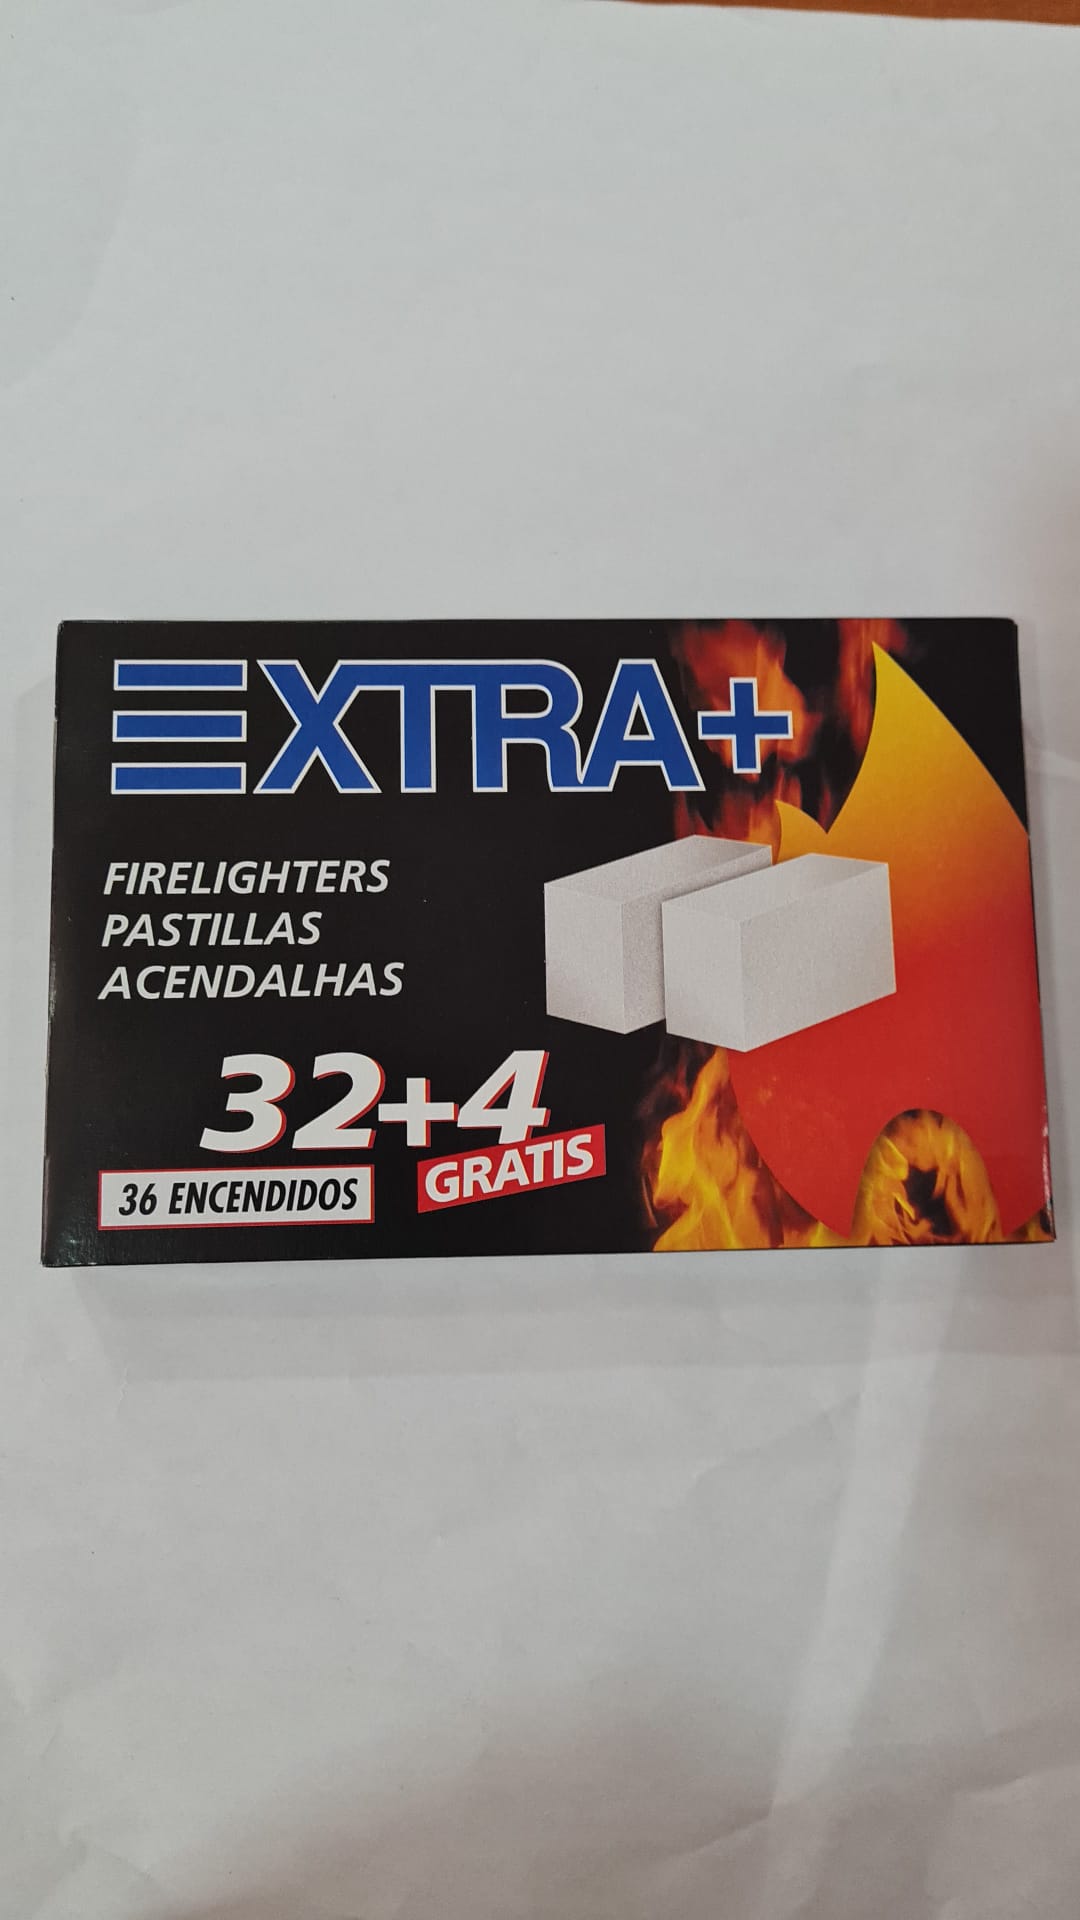 EXTRA+
FIRELIGHTERS
PASTILLAS
ACENDALHAS
32+4
GRATIS
36 ENCENDIDOS